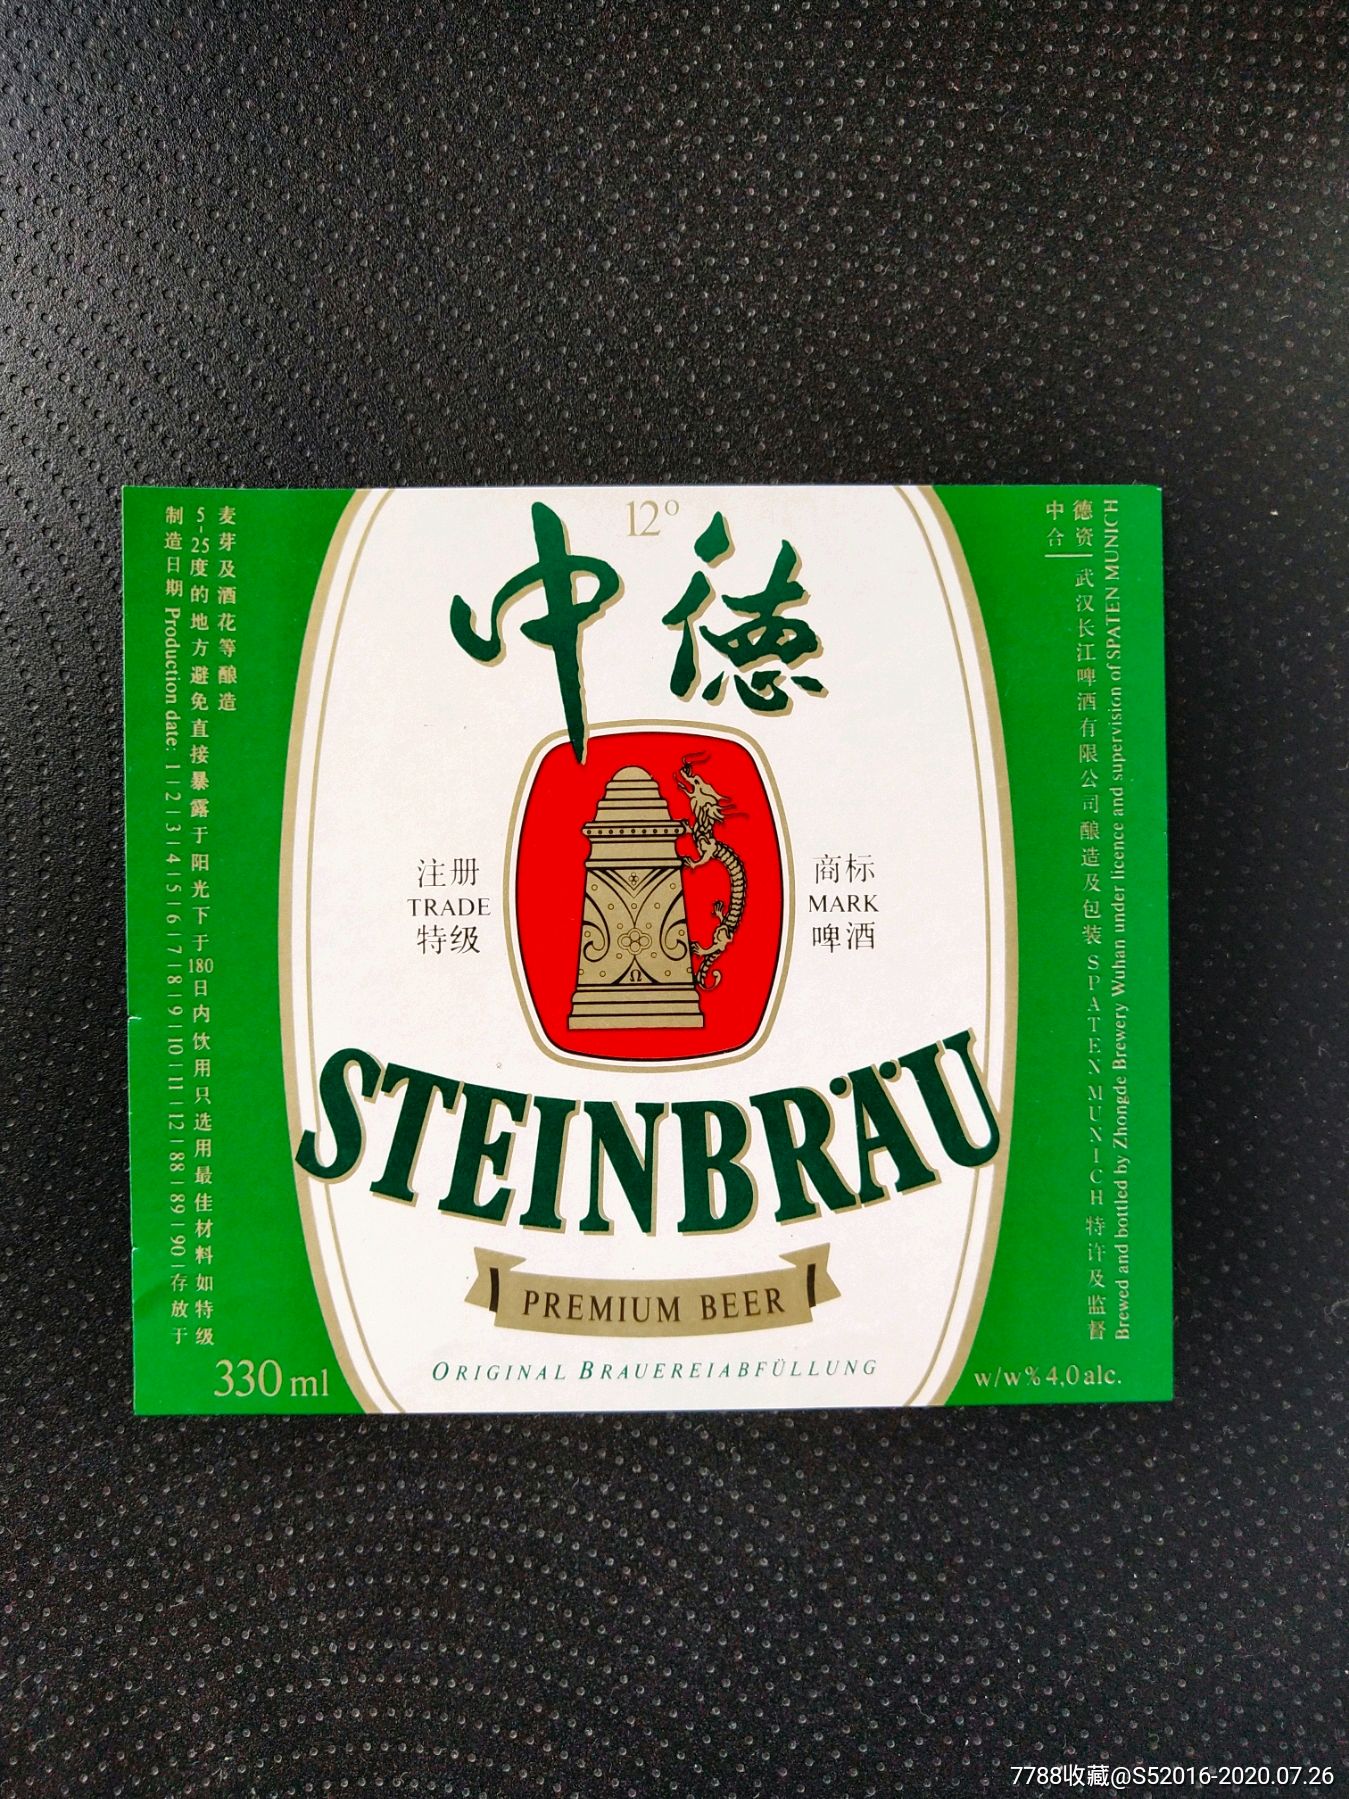 12°
中德
注册 商标
TRADE MARK
特级 啤酒
STEINBRÄU
PREMIUM BEER
ORIGINAL BRAUEREIABFÜLLUNG
制造日期 Production date: 1-2-3-4-5-6-7-8-9-10-11-12-88-89-90-存放于
5-25度的地方避免直接暴露于阳光下于180日内饮用只选用最佳材料如特级
麦芽及酒花等酿造
330 ml
中德
合资
武汉长江啤酒有限公司酿造及包装 SPATEN MUNICH 特许及监督
Brewed and bottled by Zhongde Brewery Wuhan under licence and supervision of SPATEN MUNICH
w/w% 4,0 alc.
7788收藏@S52016-2020.07.26